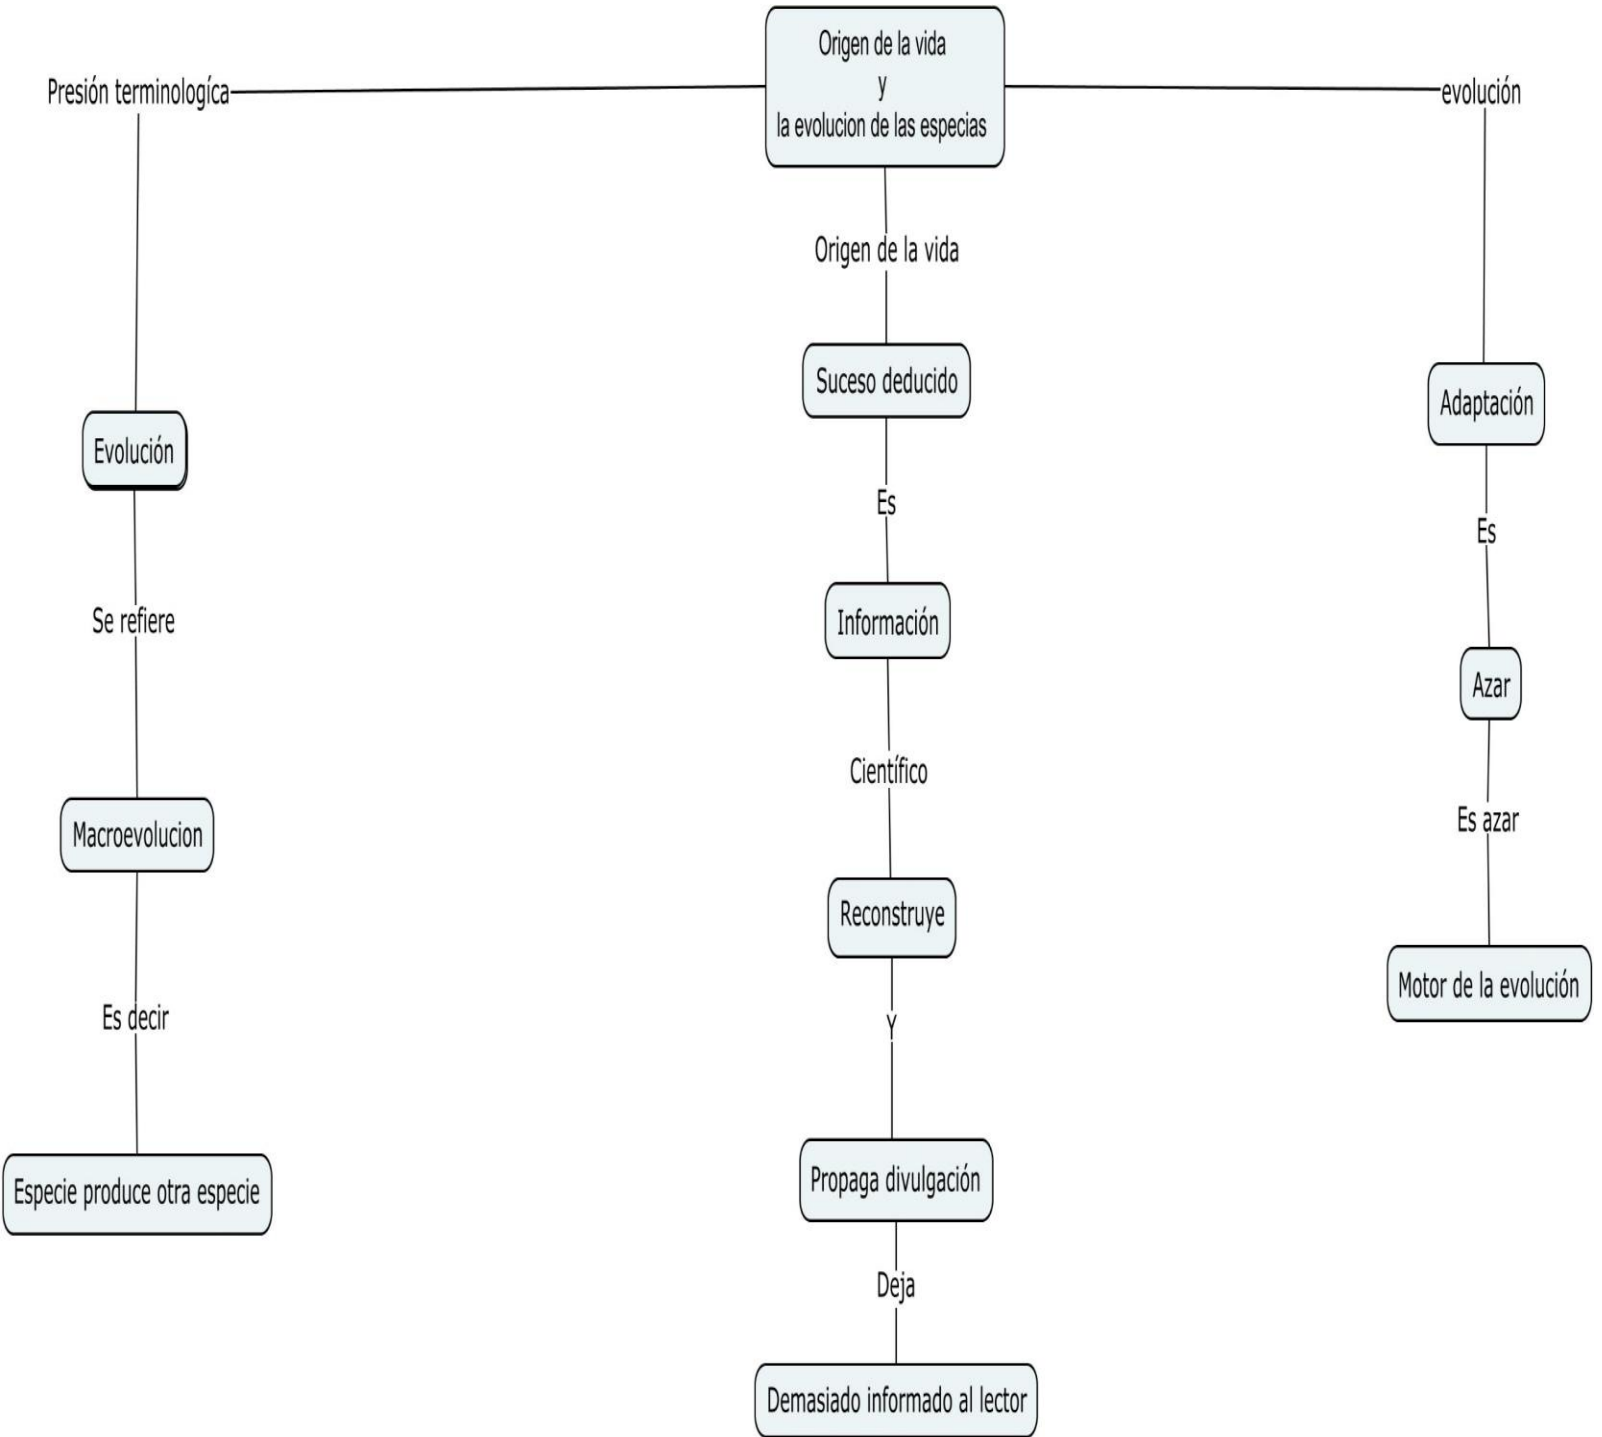 Origen de la vida
y
la evolucion de las especias
Presión terminologíca
evolución
Origen de la vida
Suceso deducido
Adaptación
Evolución
Es
Es
Información
Se refiere
Azar
Científico
Es azar
Macroevolucion
Reconstruye
Motor de la evolución
Es decir
Y
Propaga divulgación
Especie produce otra especie
Deja
Demasiado informado al lector